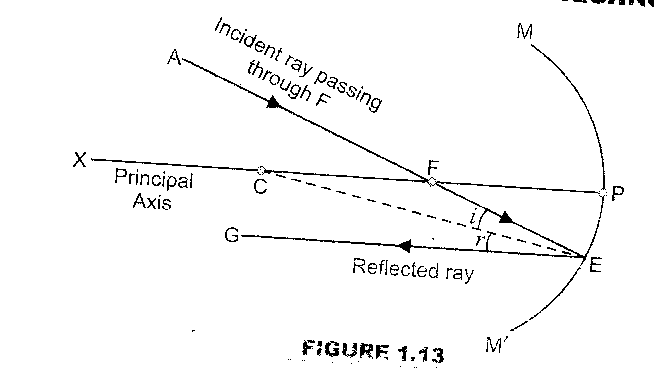 M
Incident ray passing
through F
A
X
Principal
Axis
C
F
P
i
r
G
E
Reflected ray
M'
FIGURE 1.13